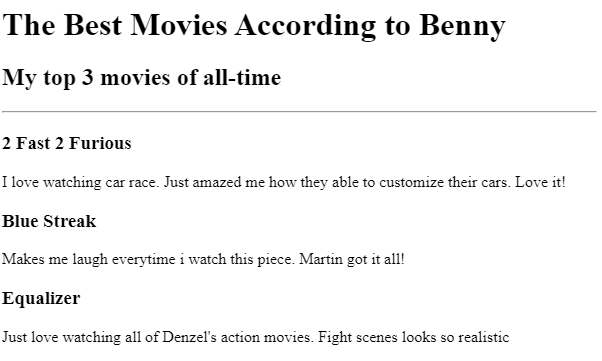 The Best Movies According to Benny
My top 3 movies of all-time
2 Fast 2 Furious
I love watching car race. Just amazed me how they able to customize their cars. Love it!
Blue Streak
Makes me laugh everytime i watch this piece. Martin got it all!
Equalizer
Just love watching all of Denzel's action movies. Fight scenes looks so realistic